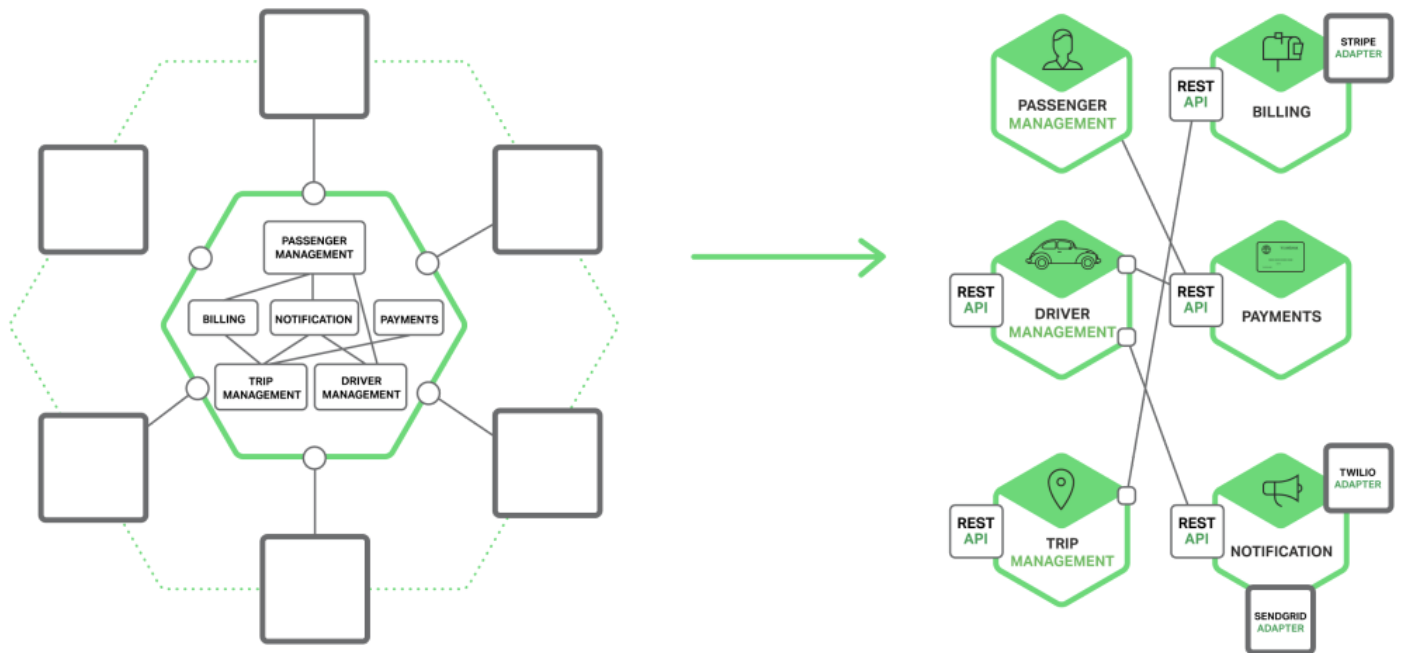 PASSENGER
MANAGEMENT
BILLING
NOTIFICATION
PAYMENTS
TRIP
MANAGEMENT
DRIVER
MANAGEMENT
PASSENGER
MANAGEMENT
REST
API
BILLING
STRIPE
ADAPTER
REST
API
DRIVER
MANAGEMENT
REST
API
PAYMENTS
REST
API
TRIP
MANAGEMENT
REST
API
NOTIFICATION
TWILIO
ADAPTER
SENDGRID
ADAPTER